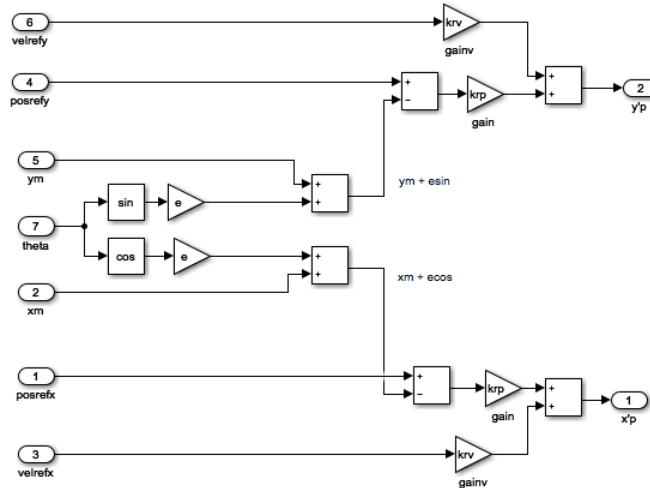 6
velrefy
krv
gainv
4
posrefy
+
−
krp
gain
+
+
2
y'p
5
ym
+
+
ym + esin
sin
e
7
theta
cos
e
+
+
xm + ecos
2
xm
1
posrefx
+
−
krp
gain
+
+
1
x'p
3
velrefx
krv
gainv